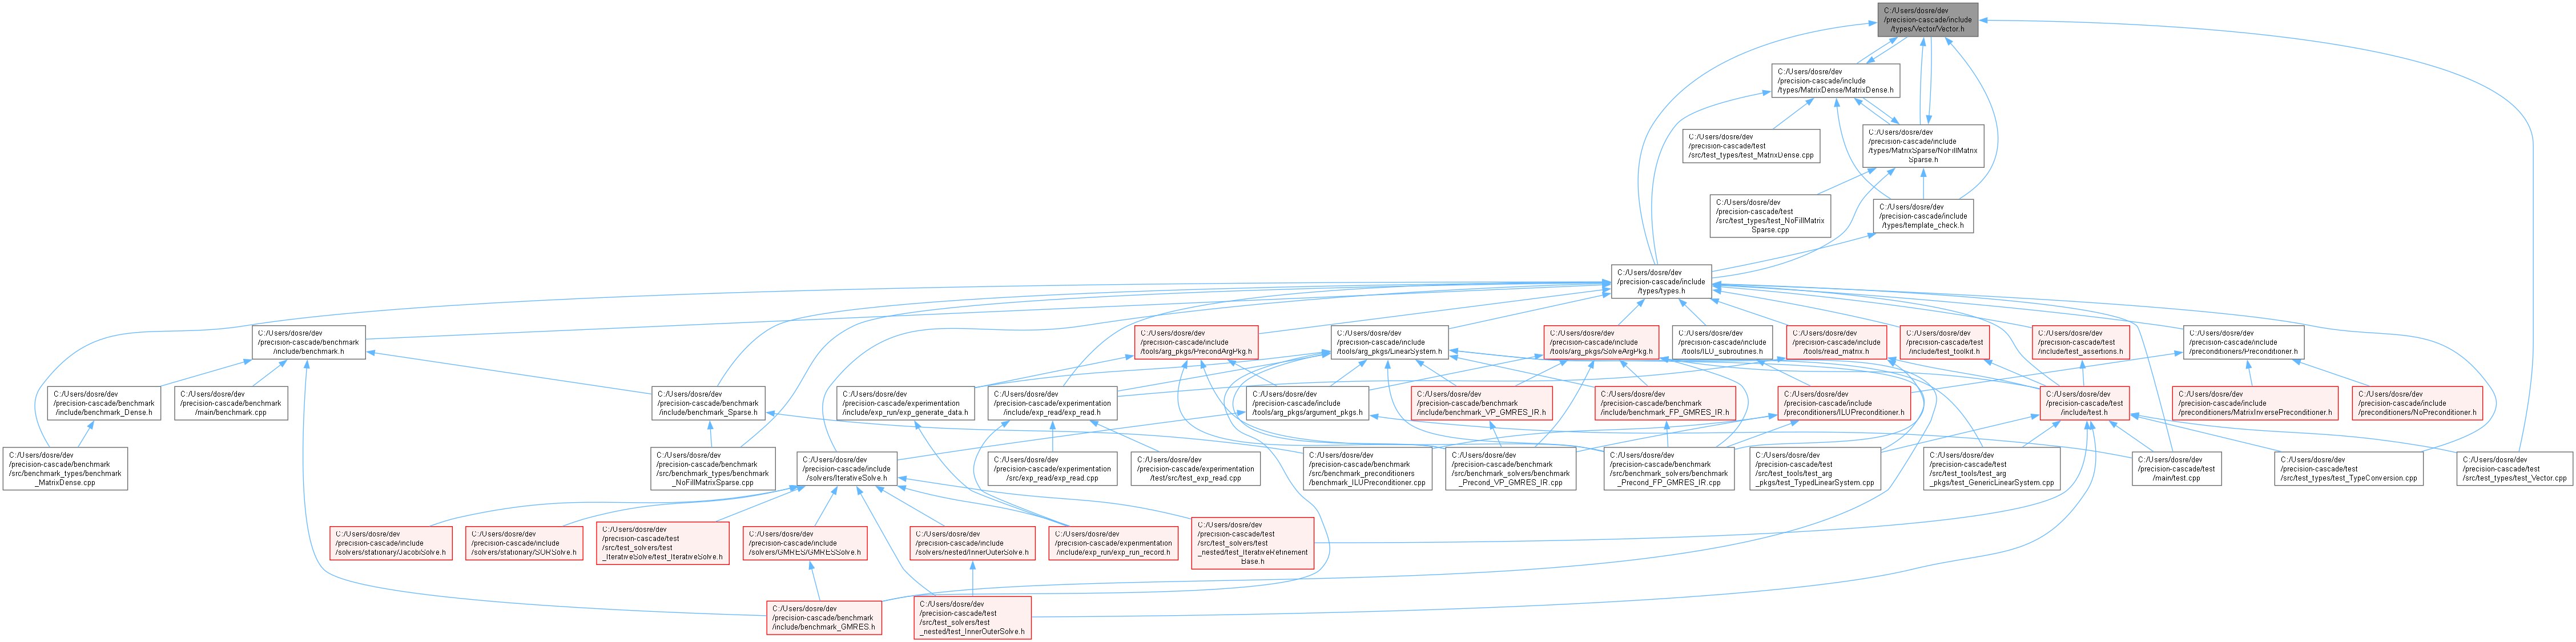 C:/Users/dosre/dev
/precision-cascade/include
/types/Vector/Vector.h
C:/Users/dosre/dev
/precision-cascade/include
/types/MatrixDense/MatrixDense.h
C:/Users/dosre/dev
/precision-cascade/test
/src/test_types/test_MatrixDense.cpp
C:/Users/dosre/dev
/precision-cascade/include
/types/MatrixSparse/NoFillMatrix
Sparse.h
C:/Users/dosre/dev
/precision-cascade/test
/src/test_types/test_NoFillMatrix
Sparse.cpp
C:/Users/dosre/dev
/precision-cascade/include
/types/template_check.h
C:/Users/dosre/dev
/precision-cascade/include
/types/types.h
C:/Users/dosre/dev
/precision-cascade/benchmark
/include/benchmark.h
C:/Users/dosre/dev
/precision-cascade/include
/tools/arg_pkgs/PrecondArgPkg.h
C:/Users/dosre/dev
/precision-cascade/include
/tools/arg_pkgs/LinearSystem.h
C:/Users/dosre/dev
/precision-cascade/include
/tools/arg_pkgs/SolveArgPkg.h
C:/Users/dosre/dev
/precision-cascade/include
/tools/ILU_subroutines.h
C:/Users/dosre/dev
/precision-cascade/include
/tools/read_matrix.h
C:/Users/dosre/dev
/precision-cascade/test
/include/test_toolkit.h
C:/Users/dosre/dev
/precision-cascade/test
/include/test_assertions.h
C:/Users/dosre/dev
/precision-cascade/include
/preconditioners/Preconditioner.h
C:/Users/dosre/dev
/precision-cascade/benchmark
/include/benchmark_Dense.h
C:/Users/dosre/dev
/precision-cascade/benchmark
/main/benchmark.cpp
C:/Users/dosre/dev
/precision-cascade/benchmark
/include/benchmark_Sparse.h
C:/Users/dosre/dev
/precision-cascade/experimentation
/include/exp_run/exp_generate_data.h
C:/Users/dosre/dev
/precision-cascade/experimentation
/include/exp_read/exp_read.h
C:/Users/dosre/dev
/precision-cascade/include
/tools/arg_pkgs/argument_pkgs.h
C:/Users/dosre/dev
/precision-cascade/benchmark
/include/benchmark_VP_GMRES_IR.h
C:/Users/dosre/dev
/precision-cascade/benchmark
/include/benchmark_FP_GMRES_IR.h
C:/Users/dosre/dev
/precision-cascade/include
/preconditioners/ILUPreconditioner.h
C:/Users/dosre/dev
/precision-cascade/test
/include/test.h
C:/Users/dosre/dev
/precision-cascade/include
/preconditioners/MatrixInversePreconditioner.h
C:/Users/dosre/dev
/precision-cascade/include
/preconditioners/NoPreconditioner.h
C:/Users/dosre/dev
/precision-cascade/benchmark
/src/benchmark_types/benchmark
_MatrixDense.cpp
C:/Users/dosre/dev
/precision-cascade/benchmark
/src/benchmark_types/benchmark
_NoFillMatrixSparse.cpp
C:/Users/dosre/dev
/precision-cascade/include
/solvers/IterativeSolve.h
C:/Users/dosre/dev
/precision-cascade/experimentation
/src/exp_read/exp_read.cpp
C:/Users/dosre/dev
/precision-cascade/experimentation
/test/src/test_exp_read.cpp
C:/Users/dosre/dev
/precision-cascade/benchmark
/src/benchmark_preconditioners
/benchmark_ILUPreconditioner.cpp
C:/Users/dosre/dev
/precision-cascade/benchmark
/src/benchmark_solvers/benchmark
_Precond_VP_GMRES_IR.cpp
C:/Users/dosre/dev
/precision-cascade/benchmark
/src/benchmark_solvers/benchmark
_Precond_FP_GMRES_IR.cpp
C:/Users/dosre/dev
/precision-cascade/test
/src/test_tools/test_arg
_pkgs/test_TypedLinearSystem.cpp
C:/Users/dosre/dev
/precision-cascade/test
/src/test_tools/test_arg
_pkgs/test_GenericLinearSystem.cpp
C:/Users/dosre/dev
/precision-cascade/test
/main/test.cpp
C:/Users/dosre/dev
/precision-cascade/test
/src/test_types/test_TypeConversion.cpp
C:/Users/dosre/dev
/precision-cascade/test
/src/test_types/test_Vector.cpp
C:/Users/dosre/dev
/precision-cascade/include
/solvers/stationary/JacobiSolve.h
C:/Users/dosre/dev
/precision-cascade/include
/solvers/stationary/SORSolve.h
C:/Users/dosre/dev
/precision-cascade/test
/src/test_solvers/test
_IterativeSolve/test_IterativeSolve.h
C:/Users/dosre/dev
/precision-cascade/include
/solvers/GMRES/GMRESSolve.h
C:/Users/dosre/dev
/precision-cascade/include
/solvers/nested/InnerOuterSolve.h
C:/Users/dosre/dev
/precision-cascade/experimentation
/include/exp_run/exp_run_record.h
C:/Users/dosre/dev
/precision-cascade/test
/src/test_solvers/test
_nested/test_IterativeRefinement
Base.h
C:/Users/dosre/dev
/precision-cascade/benchmark
/include/benchmark_GMRES.h
C:/Users/dosre/dev
/precision-cascade/test
/src/test_solvers/test
_nested/test_InnerOuterSolve.h